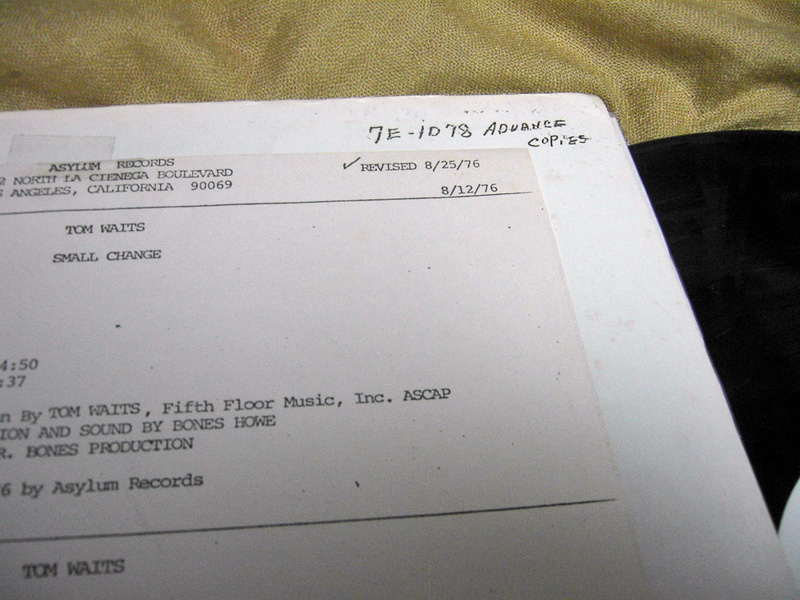 7E-1078 ADVANCE
COPIES
ASYLUM RECORDS
✓ REVISED 8/25/76
2 NORTH LA CIENEGA BOULEVARD
S ANGELES, CALIFORNIA 90069
8/12/76
TOM WAITS
SMALL CHANGE
4:50
:37
n By TOM WAITS, Fifth Floor Music, Inc. ASCAP
ION AND SOUND BY BONES HOWE
R. BONES PRODUCTION
6 by Asylum Records
TOM WAITS